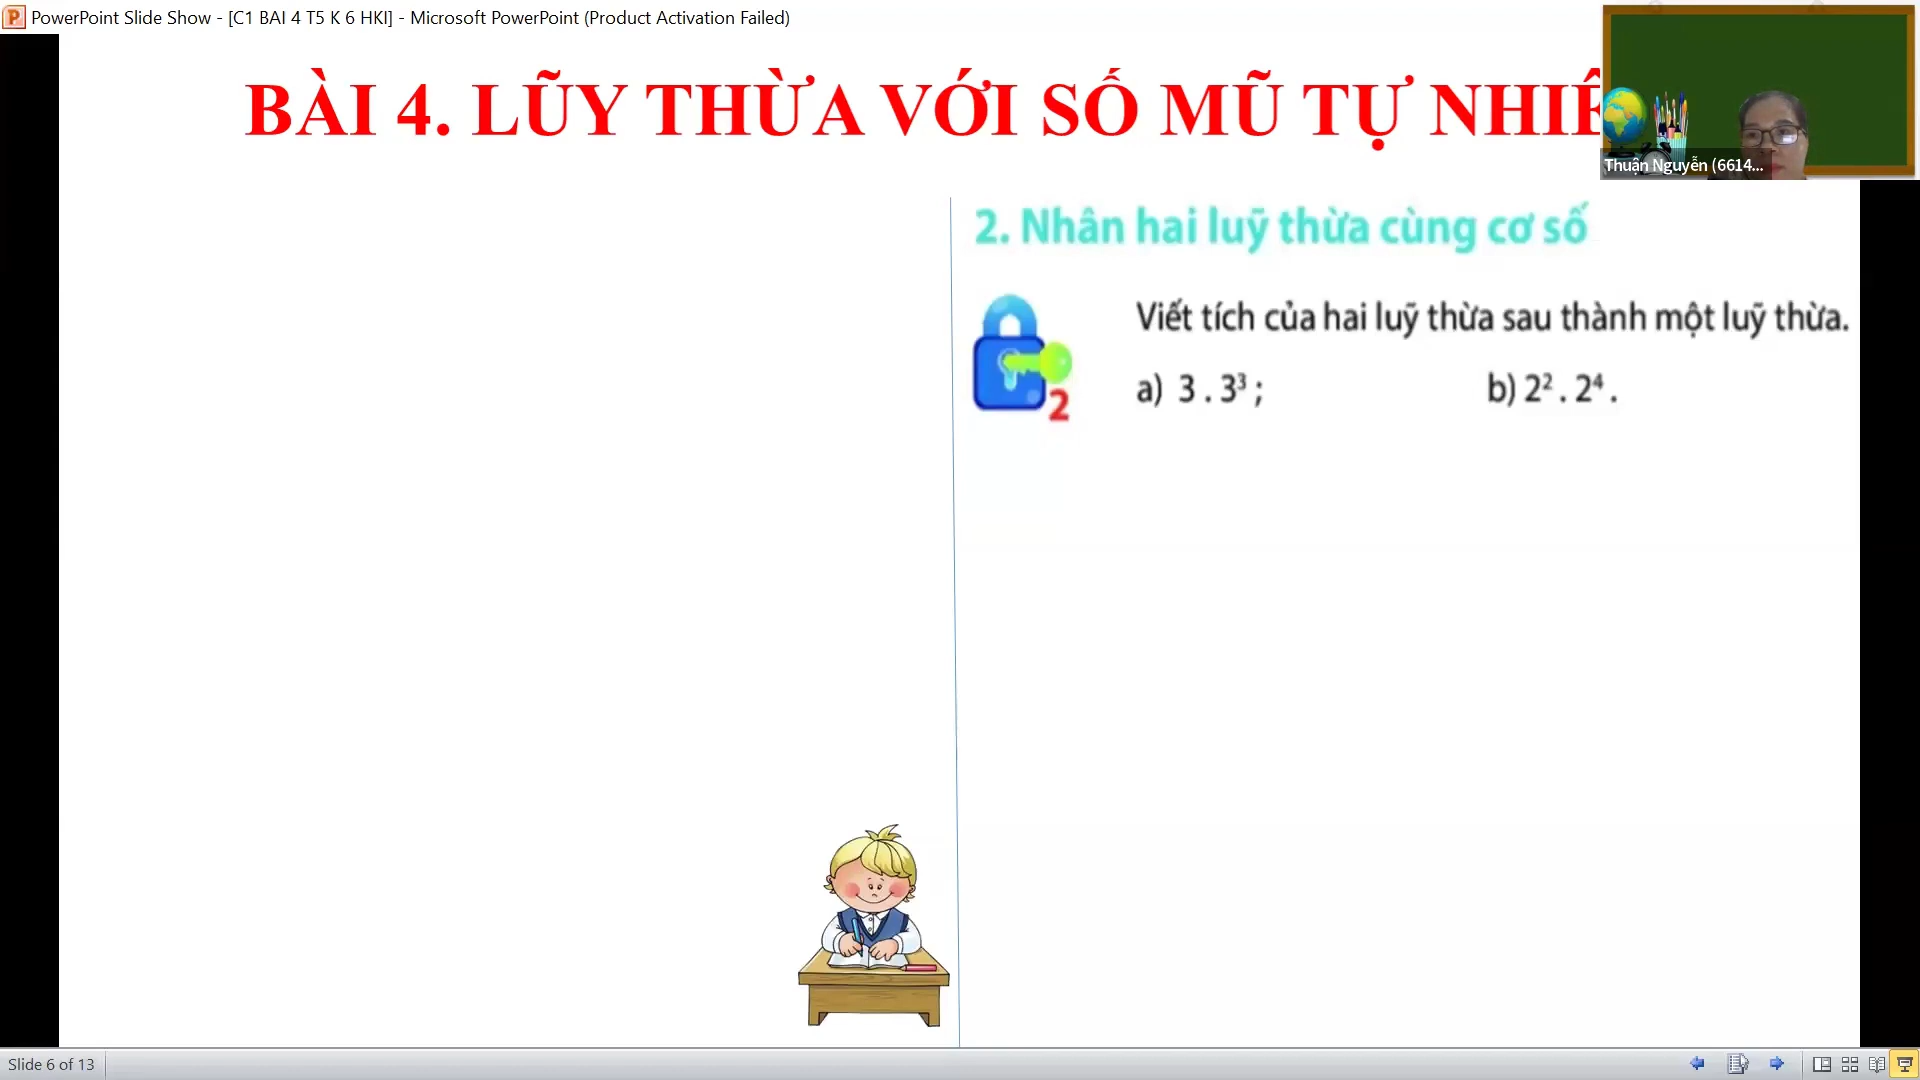 PowerPoint Slide Show - [C1 BAI 4 T5 K 6 HKI] - Microsoft PowerPoint (Product Activation Failed)
BÀI 4. LŨY THỪA VỚI SỐ MŨ TỰ NHIÊ
Thuận Nguyễn (6614...
2. Nhân hai luỹ thừa cùng cơ số
Viết tích của hai luỹ thừa sau thành một luỹ thừa.
2
a) 3 . 3³ ; b) 2² . 2⁴ .
Slide 6 of 13